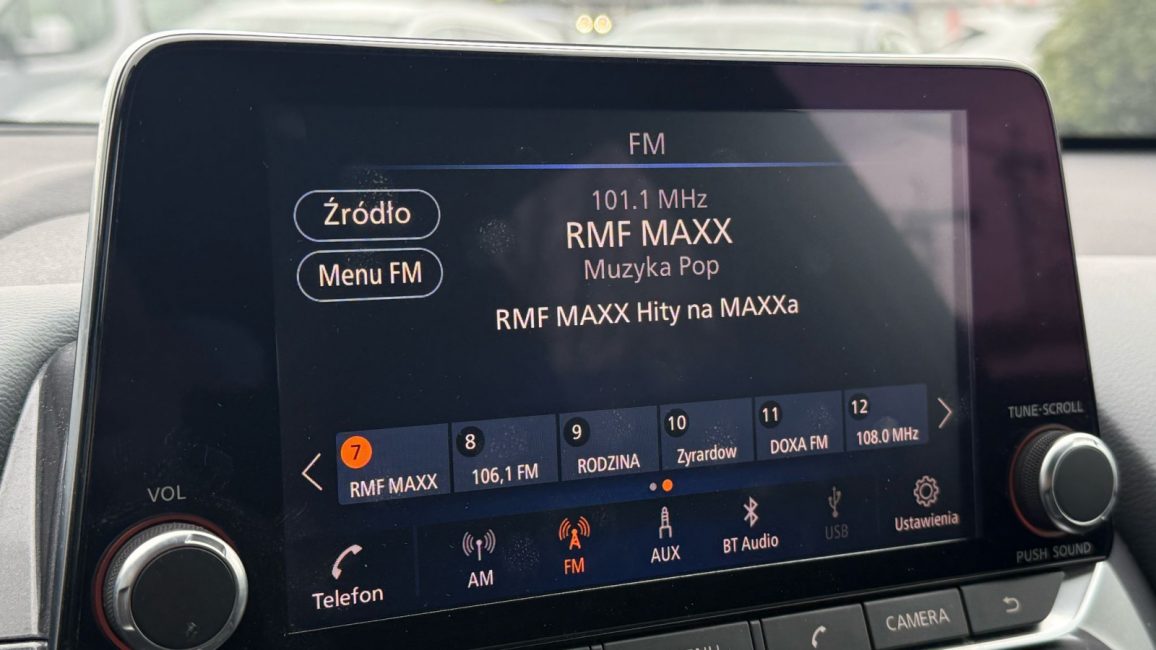 FM
Źródło
Menu FM
101.1 MHz
RMF MAXX
Muzyka Pop
RMF MAXX Hity na MAXXa
7
RMF MAXX
8
106,1 FM
9
RODZINA
10
Zyrardow
11
DOXA FM
12
108.0 MHz
Telefon
AM
FM
AUX
BT Audio
USB
Ustawienia
VOL
TUNE·SCROLL
PUSH SOUND
CAMERA